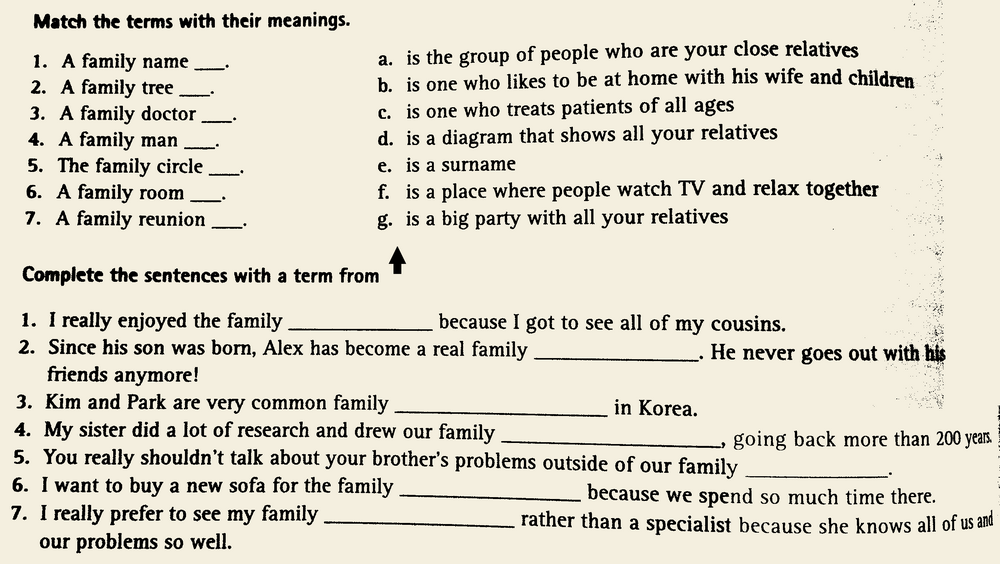 Match the terms with their meanings.
1. A family name ___. a. is the group of people who are your close relatives
2. A family tree ___. b. is one who likes to be at home with his wife and children
3. A family doctor ___. c. is one who treats patients of all ages
4. A family man ___. d. is a diagram that shows all your relatives
5. The family circle ___. e. is a surname
6. A family room ___. f. is a place where people watch TV and relax together
7. A family reunion ___. g. is a big party with all your relatives
Complete the sentences with a term from
1. I really enjoyed the family ____________ because I got to see all of my cousins.
2. Since his son was born, Alex has become a real family ______________. He never goes out with his
friends anymore!
3. Kim and Park are very common family __________________ in Korea.
4. My sister did a lot of research and drew our family ___________________, going back more than 200 years.
5. You really shouldn't talk about your brother's problems outside of our family ____________.
6. I want to buy a new sofa for the family _______________ because we spend so much time there.
7. I really prefer to see my family ________________ rather than a specialist because she knows all of us and
our problems so well.